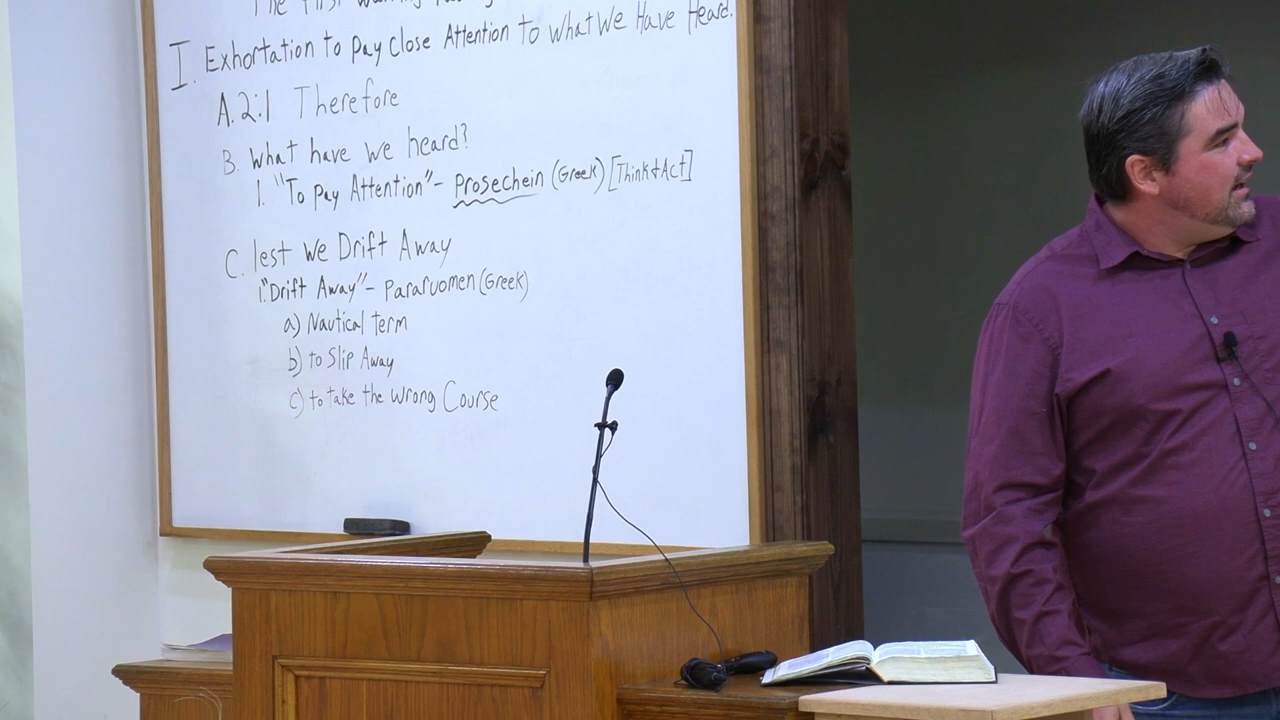 The First
I. Exhortation to Pay Close Attention to What We Have Heard.
A. 2:1 Therefore
B. What have we heard?
1. "To pay Attention"- Prosechein (Greek) [Think & Act]
C. lest we Drift Away
1. "Drift Away"- Pararuomen (Greek)
a) Nautical term
b) to Slip Away
c) to take the wrong Course